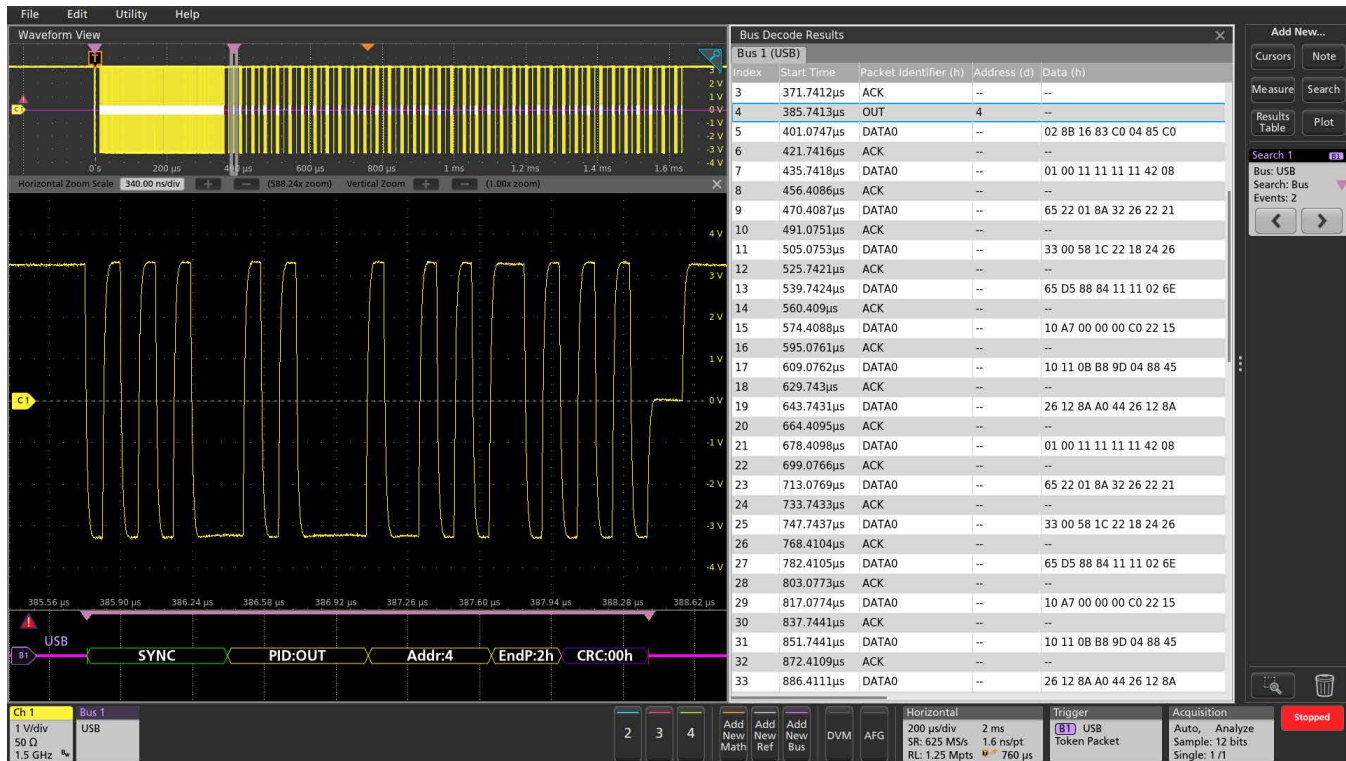 File Edit Utility Help
Waveform View
T
3 V
2 V
1 V
0 V
-1 V
-2 V
-3 V
-4 V
C1
0 s 200 µs 400 µs 600 µs 800 µs 1 ms 1.2 ms 1.4 ms 1.6 ms
Horizontal Zoom Scale 340.00 ns/div + - (588.24x zoom) Vertical Zoom + - (1.00x zoom)
4 V
3 V
2 V
1 V
C1 0 V
-1 V
-2 V
-3 V
-4 V
385.56 µs 385.90 µs 386.24 µs 386.58 µs 386.92 µs 387.26 µs 387.60 µs 387.94 µs 388.28 µs 388.62 µs
USB
B1 SYNC PID:OUT Addr:4 EndP:2h CRC:00h
Bus Decode Results
Bus 1 (USB)
Index Start Time Packet Identifier (h) Address (d) Data (h)
3 371.7412µs ACK -- --
4 385.7413µs OUT 4 --
5 401.0747µs DATA0 -- 02 8B 16 83 C0 04 85 C0
6 421.7416µs ACK -- --
7 435.7418µs DATA0 -- 01 00 11 11 11 11 42 08
8 456.4086µs ACK -- --
9 470.4087µs DATA0 -- 65 22 01 8A 32 26 22 21
10 491.0751µs ACK -- --
11 505.0753µs DATA0 -- 33 00 58 1C 22 18 24 26
12 525.7421µs ACK -- --
13 539.7424µs DATA0 -- 65 D5 88 84 11 11 02 6E
14 560.409µs ACK -- --
15 574.4088µs DATA0 -- 10 A7 00 00 00 C0 22 15
16 595.0761µs ACK -- --
17 609.0762µs DATA0 -- 10 11 0B B8 9D 04 88 45
18 629.743µs ACK -- --
19 643.7431µs DATA0 -- 26 12 8A A0 44 26 12 8A
20 664.4095µs ACK -- --
21 678.4098µs DATA0 -- 01 00 11 11 11 11 42 08
22 699.0766µs ACK -- --
23 713.0769µs DATA0 -- 65 22 01 8A 32 26 22 21
24 733.7433µs ACK -- --
25 747.7437µs DATA0 -- 33 00 58 1C 22 18 24 26
26 768.4104µs ACK -- --
27 782.4105µs DATA0 -- 65 D5 88 84 11 11 02 6E
28 803.0773µs ACK -- --
29 817.0774µs DATA0 -- 10 A7 00 00 00 C0 22 15
30 837.7441µs ACK -- --
31 851.7441µs DATA0 -- 10 11 0B B8 9D 04 88 45
32 872.4109µs ACK -- --
33 886.4111µs DATA0 -- 26 12 8A A0 44 26 12 8A
Add New...
Cursors Note
Measure Search
Results Table Plot
Search 1 B1
Bus: USB
Search: Bus
Events: 2
Ch 1
1 V/div
50 Ω
1.5 GHz Bw
Bus 1
USB
2 3 4
Add New Math
Add New Ref
Add New Bus
DVM AFG
Horizontal
200 µs/div 2 ms
SR: 625 MS/s 1.6 ns/pt
RL: 1.25 Mpts 760 µs
Trigger
B1 USB
Token Packet
Acquisition
Auto, Analyze
Sample: 12 bits
Single: 1 /1
Stopped